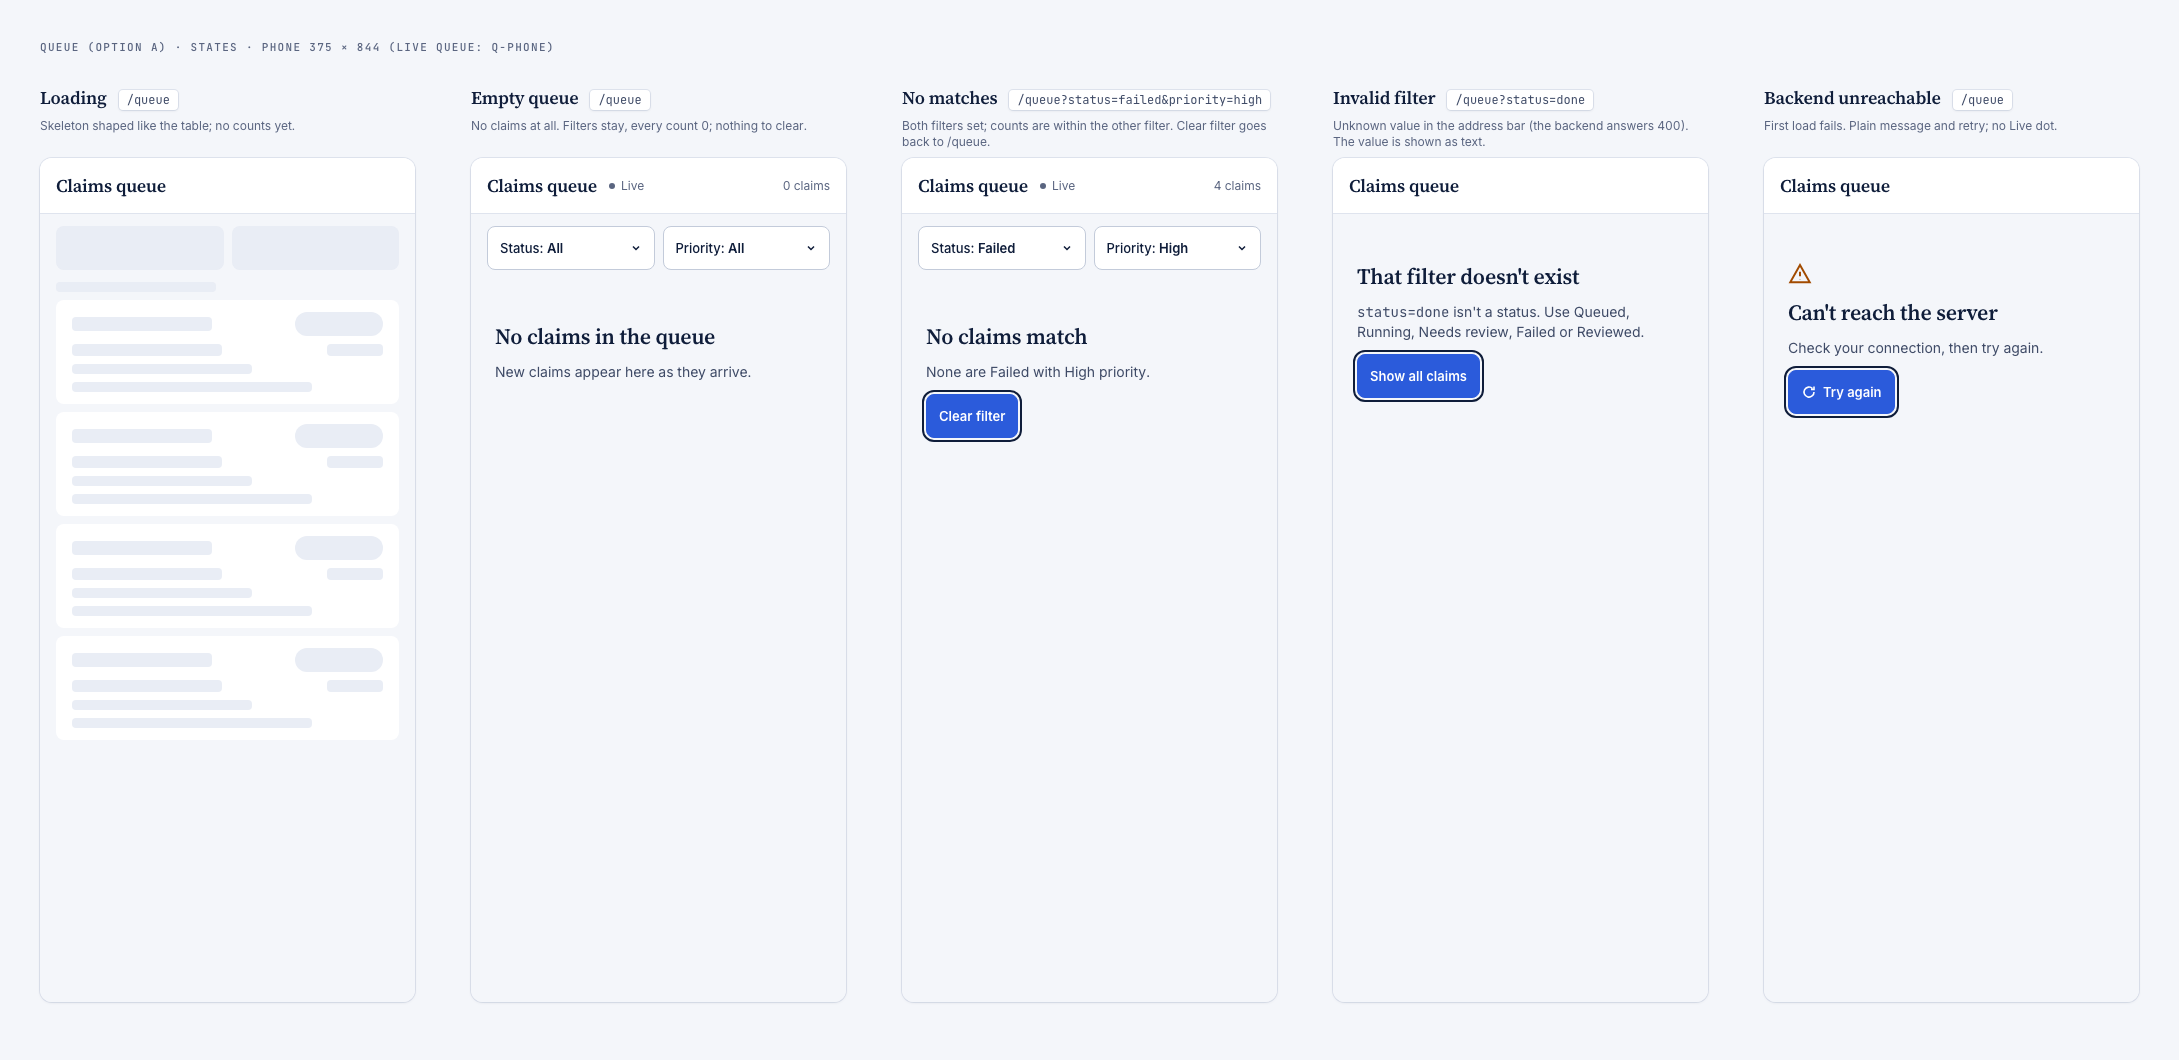 QUEUE (OPTION A) · STATES · PHONE 375 × 844 (LIVE QUEUE: Q-PHONE)
Loading /queue
Skeleton shaped like the table; no counts yet.
Claims queue
Empty queue /queue
No claims at all. Filters stay, every count 0; nothing to clear.
Claims queue Live 0 claims
Status: All Priority: All
No claims in the queue
New claims appear here as they arrive.
No matches /queue?status=failed&priority=high
Both filters set; counts are within the other filter. Clear filter goes
back to /queue.
Claims queue Live 4 claims
Status: Failed Priority: High
No claims match
None are Failed with High priority.
Clear filter
Invalid filter /queue?status=done
Unknown value in the address bar (the backend answers 400).
The value is shown as text.
Claims queue
That filter doesn't exist
status=done isn't a status. Use Queued,
Running, Needs review, Failed or Reviewed.
Show all claims
Backend unreachable /queue
First load fails. Plain message and retry; no Live dot.
Claims queue
Can't reach the server
Check your connection, then try again.
Try again